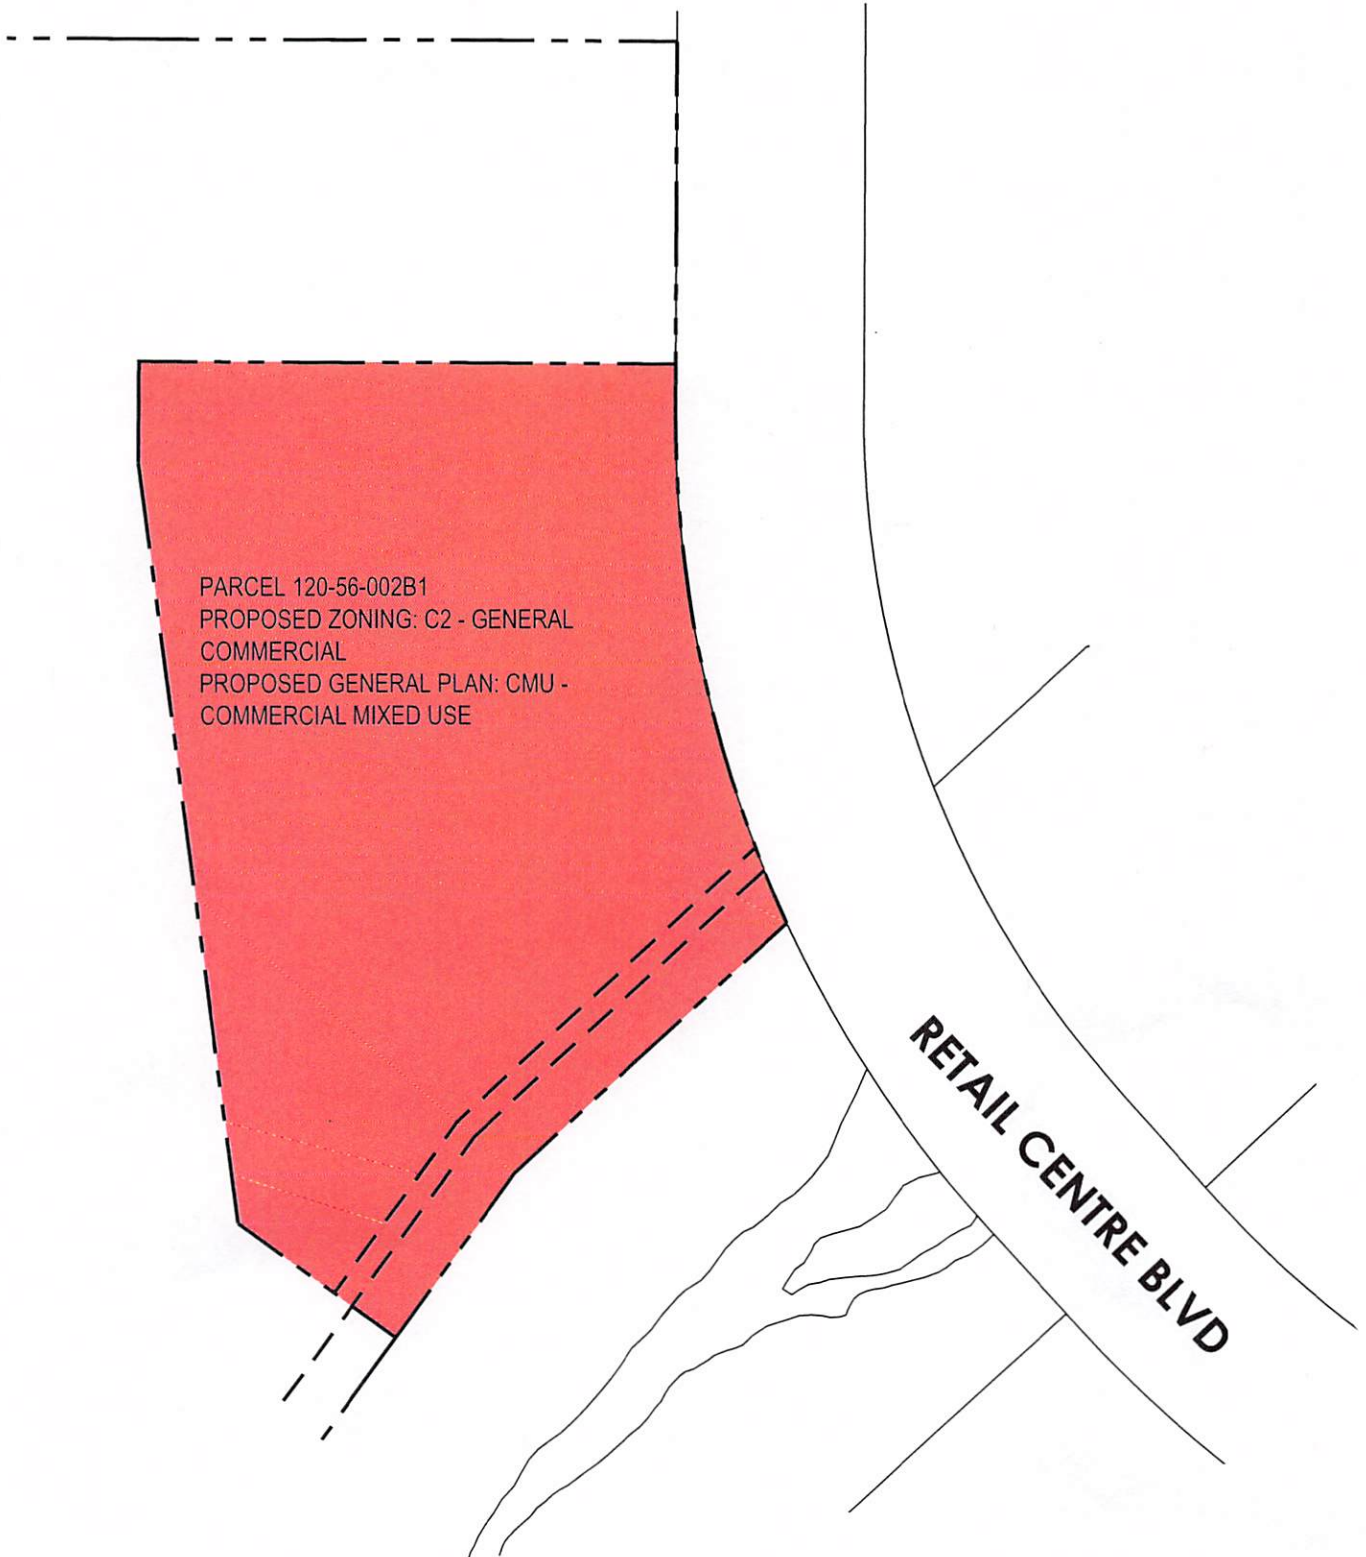 PARCEL 120-56-002B1
PROPOSED ZONING: C2 - GENERAL
COMMERCIAL
PROPOSED GENERAL PLAN: CMU -
COMMERCIAL MIXED USE
RETAIL CENTRE BLVD